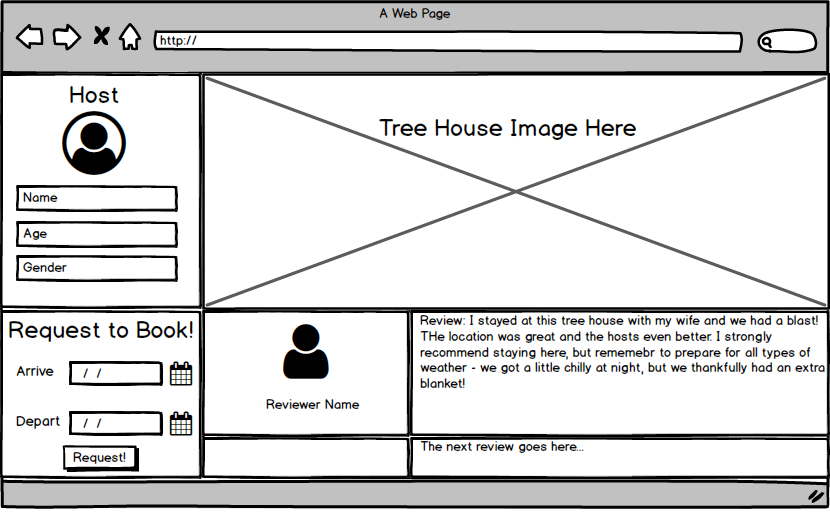 A Web Page
http://
Host
Name
Age
Gender
Tree House Image Here
Request to Book!
Arrive / /
Depart / /
Request!
Reviewer Name
Review: I stayed at this tree house with my wife and we had a blast!
THe location was great and the hosts even better. I strongly
recommend staying here, but rememebr to prepare for all types of
weather - we got a little chilly at night, but we thankfully had an extra
blanket!
The next review goes here...